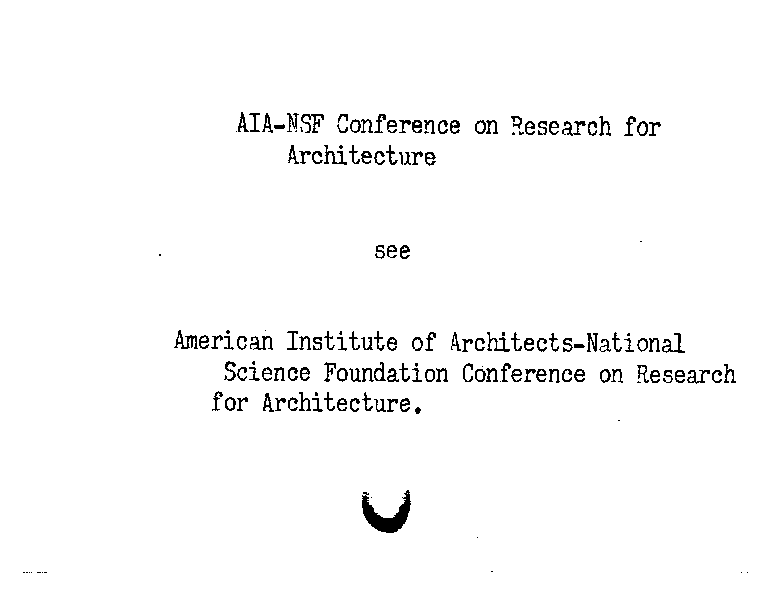 AIA-NSF Conference on Research for
Architecture
see
American Institute of Architects-National
Science Foundation Conference on Research
for Architecture.